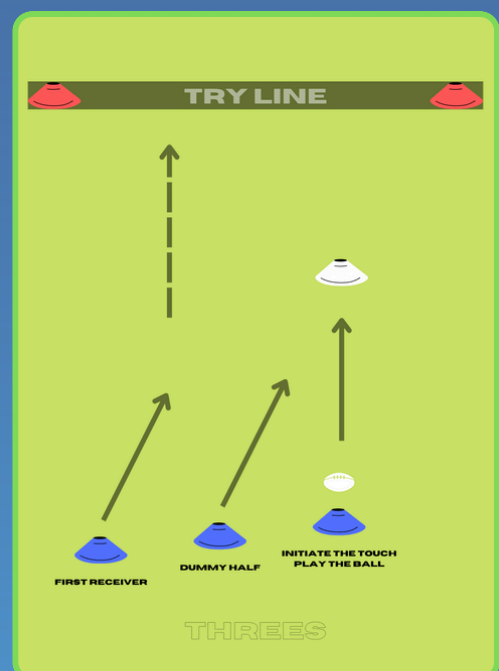 TRY LINE
INITIATE THE TOUCH
PLAY THE BALL
DUMMY HALF
FIRST RECEIVER
THREES